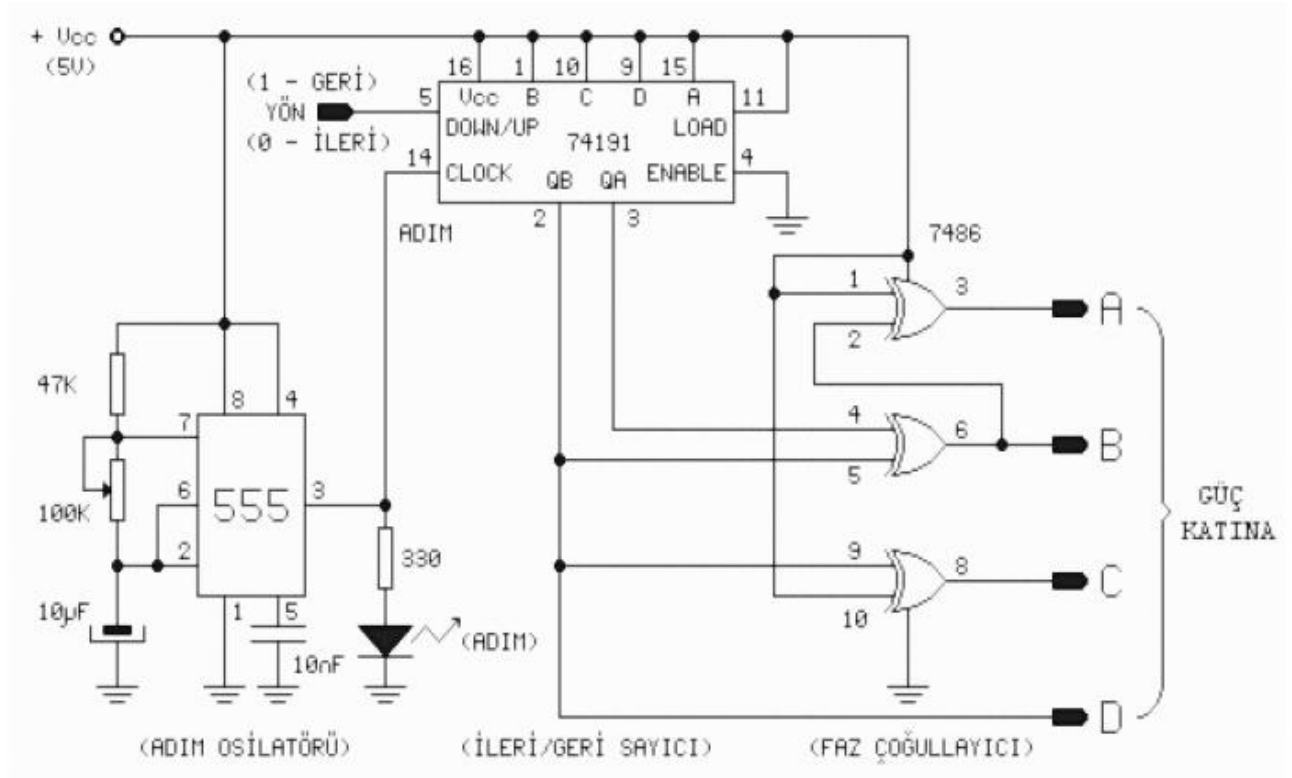 + Vcc
(5V)
(1 - GERİ)
YÖN
(0 - İLERİ)
16 1 10 9 15
5 Vcc B C D A 11
DOWN/UP LOAD
74191
14 CLOCK QB QA ENABLE 4
2 3
ADIM
7486
1 3 A
2
47K
8 4
7
4 6 B
5
6 555 3
100K
GÜÇ
KATINA
2
330
9 8 C
10
10µF
1 5
10nF
(ADIM)
D
(ADIM OSİLATÖRÜ) (İLERİ/GERİ SAYICI) (FAZ ÇOĞULLAYICI)